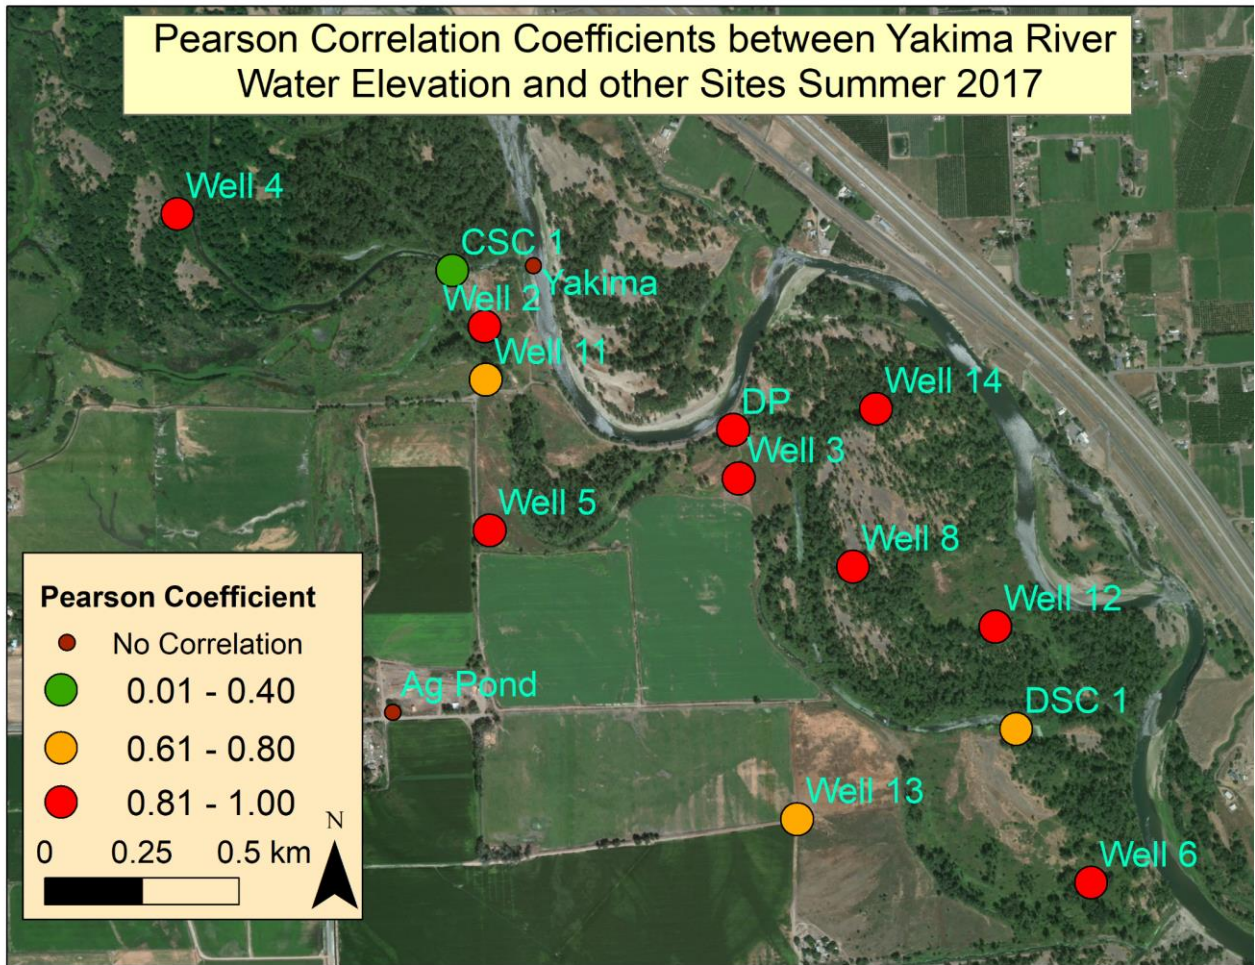 Pearson Correlation Coefficients between Yakima River
Water Elevation and other Sites Summer 2017
Well 4
CSC 1
Yakima
Well 2
Well 11
Well 14
DP
Well 3
Well 5
Well 8
Well 12
Ag Pond
DSC 1
Well 13
Well 6
Pearson Coefficient
No Correlation
0.01 - 0.40
0.61 - 0.80
0.81 - 1.00
N
0 0.25 0.5 km